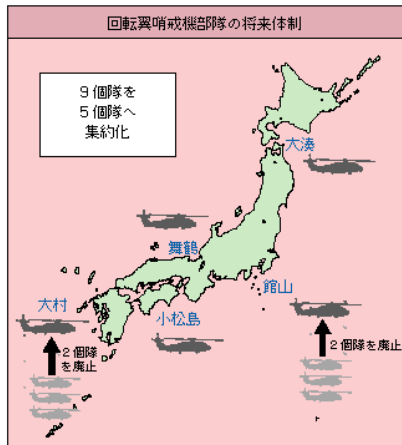 回転翼哨戒機部隊の将来体制
9個隊を
5個隊へ
集約化
大湊
舞鶴
館山
大村
小松島
2個隊
を廃止
2個隊を廃止